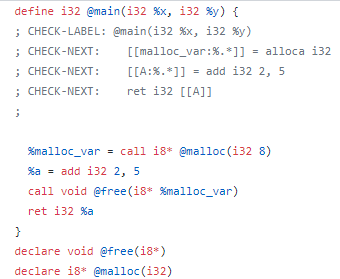 define i32 @main(i32 %x, i32 %y) {
; CHECK-LABEL: @main(i32 %x, i32 %y)
; CHECK-NEXT:    [[malloc_var:%.*]] = alloca i32
; CHECK-NEXT:    [[A:%.*]] = add i32 2, 5
; CHECK-NEXT:    ret i32 [[A]]
;
  %malloc_var = call i8* @malloc(i32 8)
  %a = add i32 2, 5
  call void @free(i8* %malloc_var)
  ret i32 %a
}
declare void @free(i8*)
declare i8* @malloc(i32)